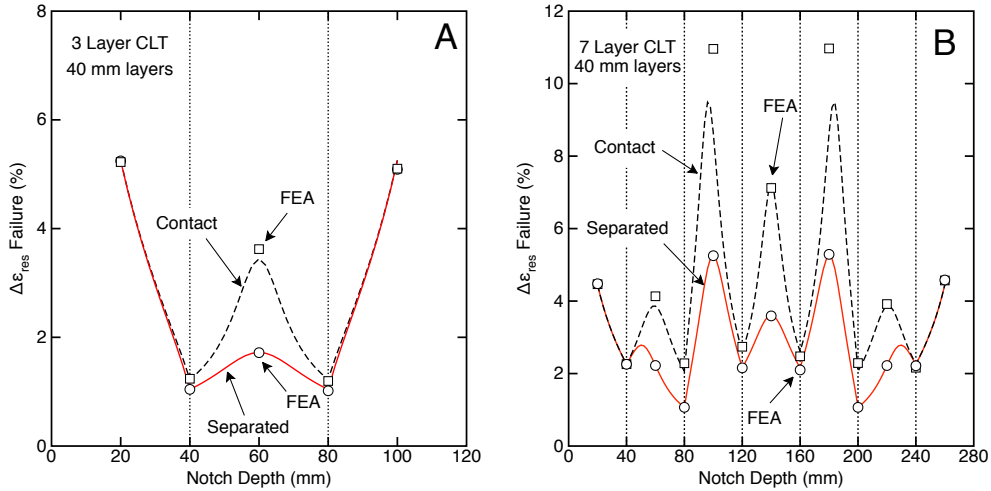 A
3 Layer CLT
40 mm layers
FEA
Contact
FEA
Separated
8
6
4
2
0
Δεres Failure (%)
0
20
40
60
80
100
120
Notch Depth (mm)
B
7 Layer CLT
40 mm layers
FEA
Contact
Separated
FEA
12
10
8
6
4
2
0
Δεres Failure (%)
0
40
80
120
160
200
240
280
Notch Depth (mm)